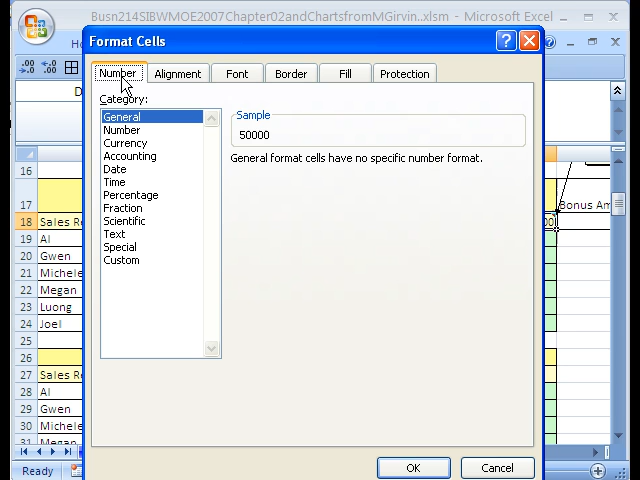 Busn214SIBWMOE2007Chapter02andChartsfromMGirvin..xlsm - Microsoft Excel
Format Cells
Number Alignment Font Border Fill Protection
Category:
General
Number
Currency
Accounting
Date
Time
Percentage
Fraction
Scientific
Text
Special
Custom
Sample
50000
General format cells have no specific number format.
16
17 Bonus Am
18 Sales Re
19 Al
20 Gwen
21 Michele
22 Megan
23 Luong
24 Joel
25
26
27 Sales Re
28 Al
29 Gwen
30 Michele
31 Megan
Ready
OK Cancel